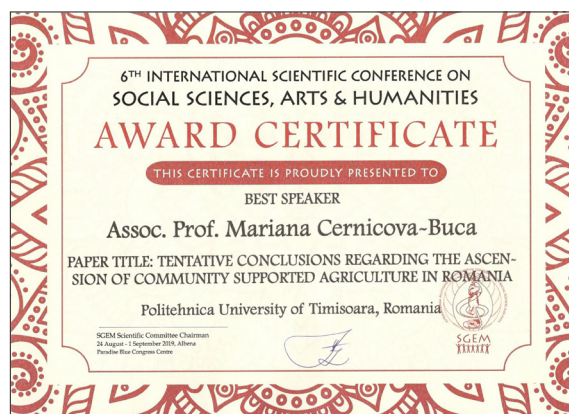 6TH INTERNATIONAL SCIENTIFIC CONFERENCE ON
SOCIAL SCIENCES, ARTS & HUMANITIES
AWARD CERTIFICATE
THIS CERTIFICATE IS PROUDLY PRESENTED TO
BEST SPEAKER
Assoc. Prof. Mariana Cernicova-Buca
PAPER TITLE: TENTATIVE CONCLUSIONS REGARDING THE ASCEN-
SION OF COMMUNITY SUPPORTED AGRICULTURE IN ROMANIA
Politehnica University of Timisoara, Romania
SGEM Scientific Committee Chairman
24 August - 1 September 2019, Albena
Paradise Blue Congress Centre
SGEM